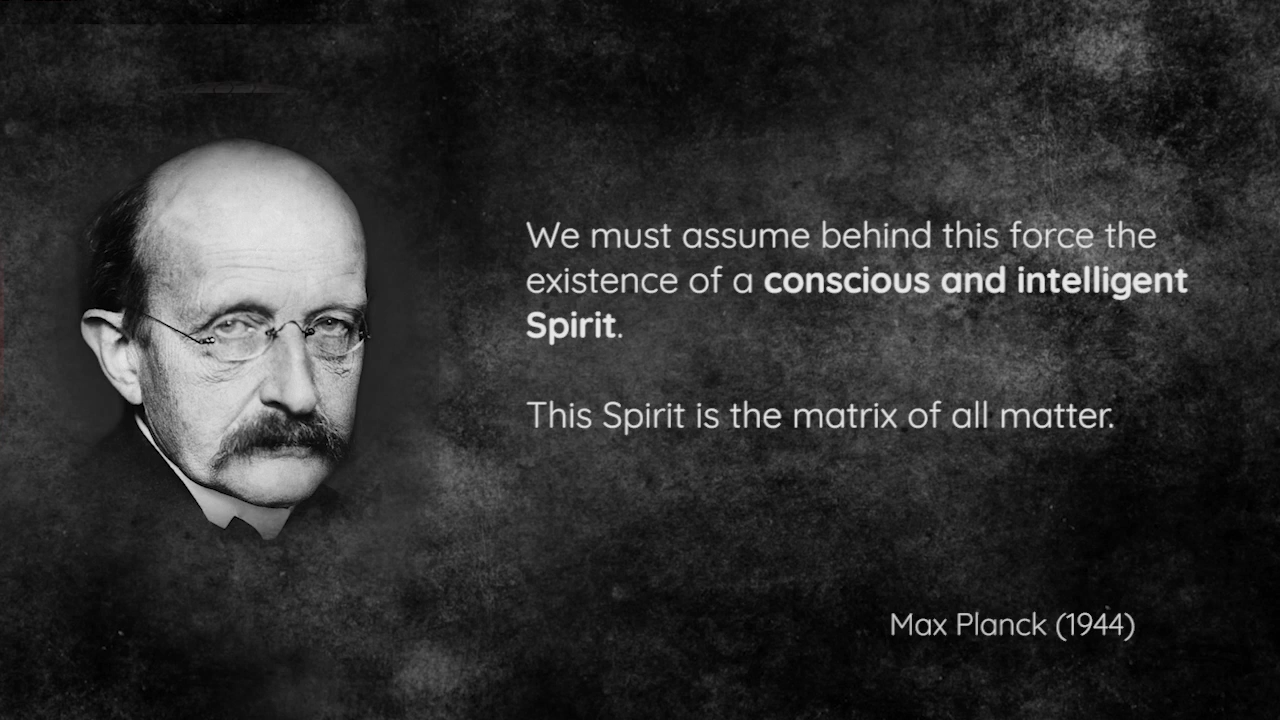 We must assume behind this force the
existence of a conscious and intelligent
Spirit.
This Spirit is the matrix of all matter.
Max Planck (1944)